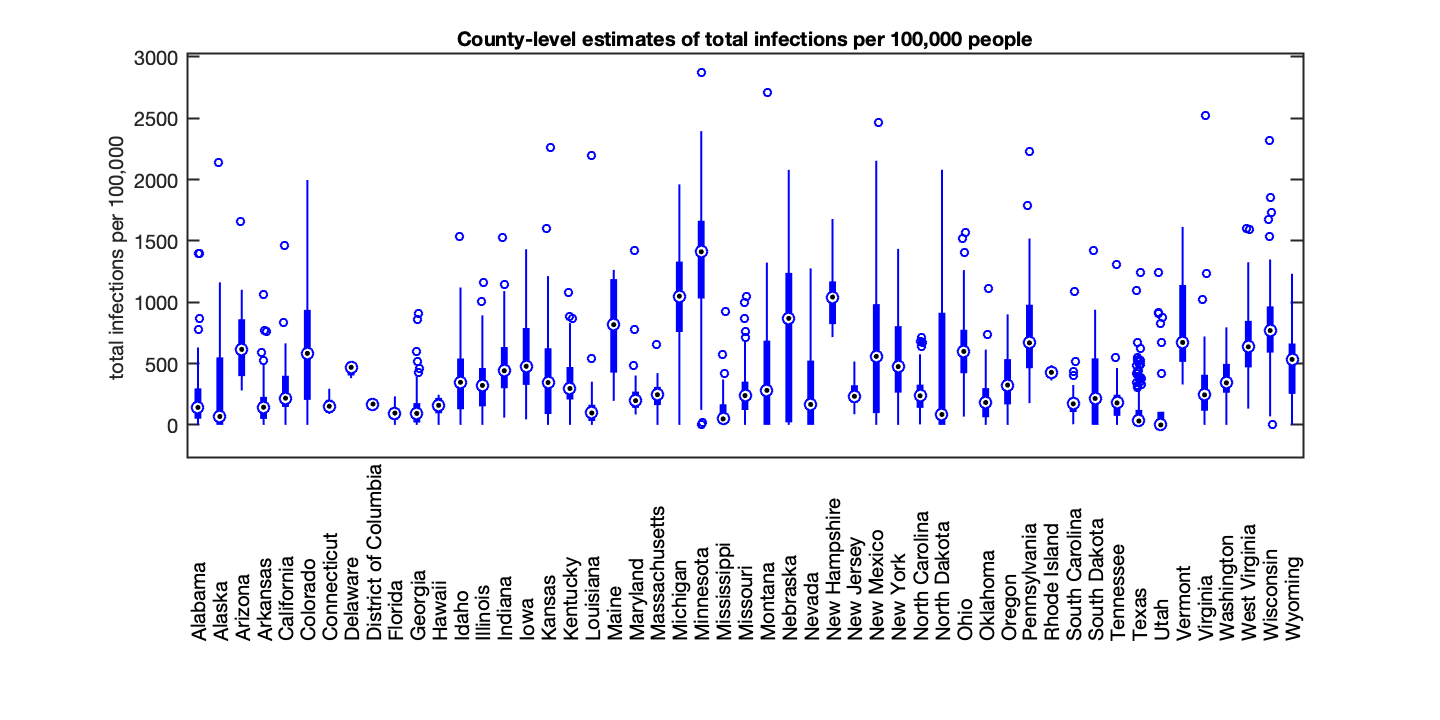 County-level estimates of total infections per 100,000 people
total infections per 100,000
3000
2500
2000
1500
1000
500
0
Alabama
Alaska
Arizona
Arkansas
California
Colorado
Connecticut
Delaware
District of Columbia
Florida
Georgia
Hawaii
Idaho
Illinois
Indiana
Iowa
Kansas
Kentucky
Louisiana
Maine
Maryland
Massachusetts
Michigan
Minnesota
Mississippi
Missouri
Montana
Nebraska
Nevada
New Hampshire
New Jersey
New Mexico
New York
North Carolina
North Dakota
Ohio
Oklahoma
Oregon
Pennsylvania
Rhode Island
South Carolina
South Dakota
Tennessee
Texas
Utah
Vermont
Virginia
Washington
West Virginia
Wisconsin
Wyoming